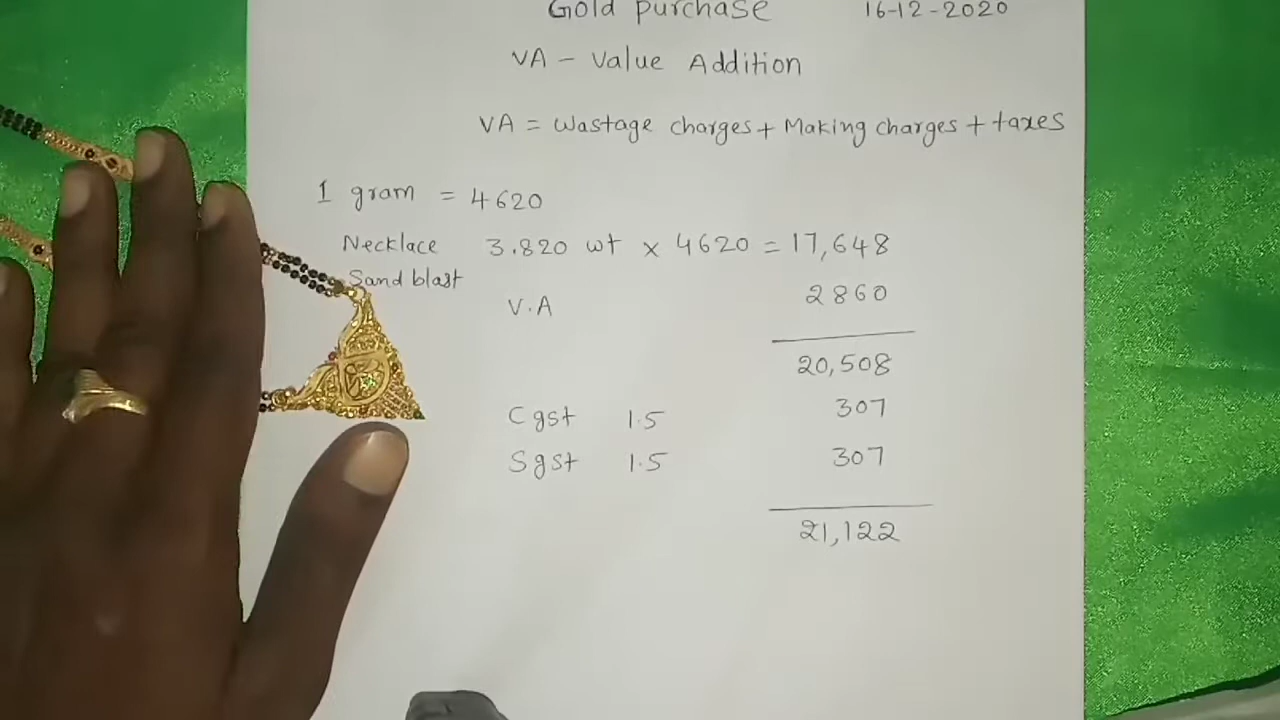 Gold Purchase 16-12-2020
VA - Value Addition
VA = Wastage charges + Making charges + taxes
1 gram = 4620
Necklace 3.820 wt x 4620 = 17,648
Sand blast
V.A 2860
20,508
Cgst 1.5 307
Sgst 1.5 307
21,122